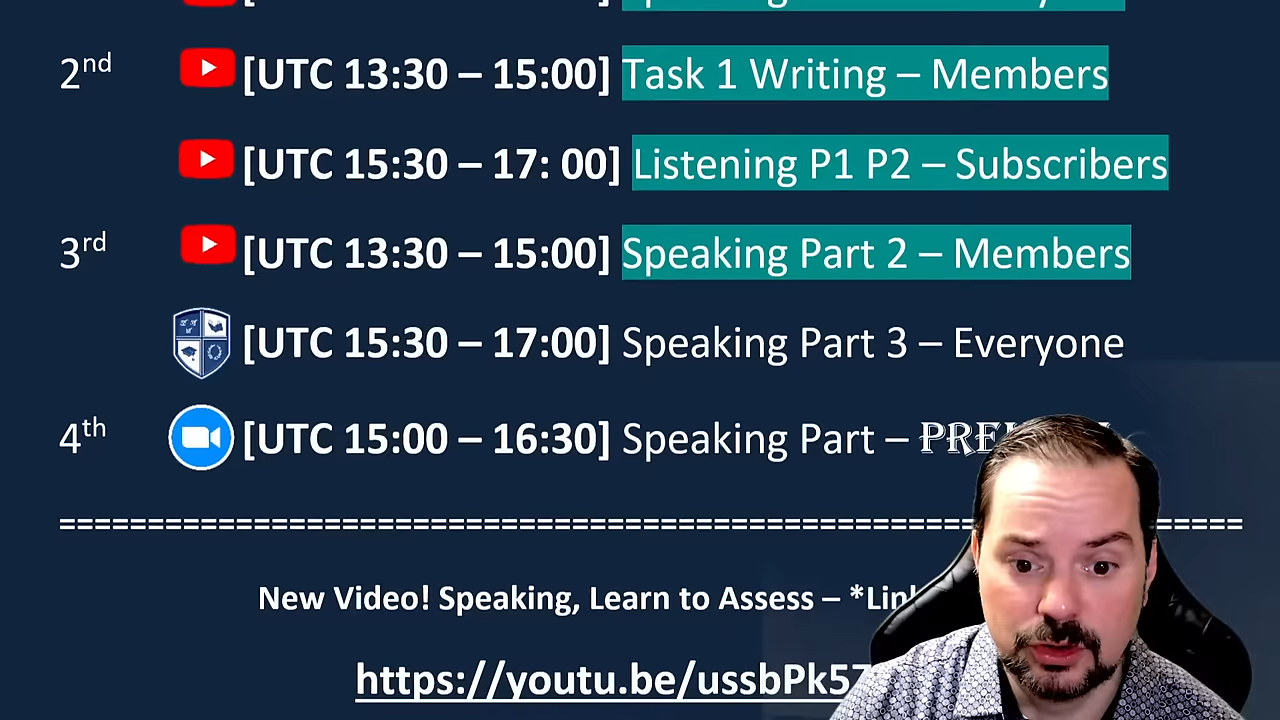 2nd [UTC 13:30 – 15:00] Task 1 Writing – Members
[UTC 15:30 – 17: 00] Listening P1 P2 – Subscribers
3rd [UTC 13:30 – 15:00] Speaking Part 2 – Members
[UTC 15:30 – 17:00] Speaking Part 3 – Everyone
4th [UTC 15:00 – 16:30] Speaking Part –
===========================================================================
New Video! Speaking, Learn to Assess –
https://youtu.be/ussbPk5